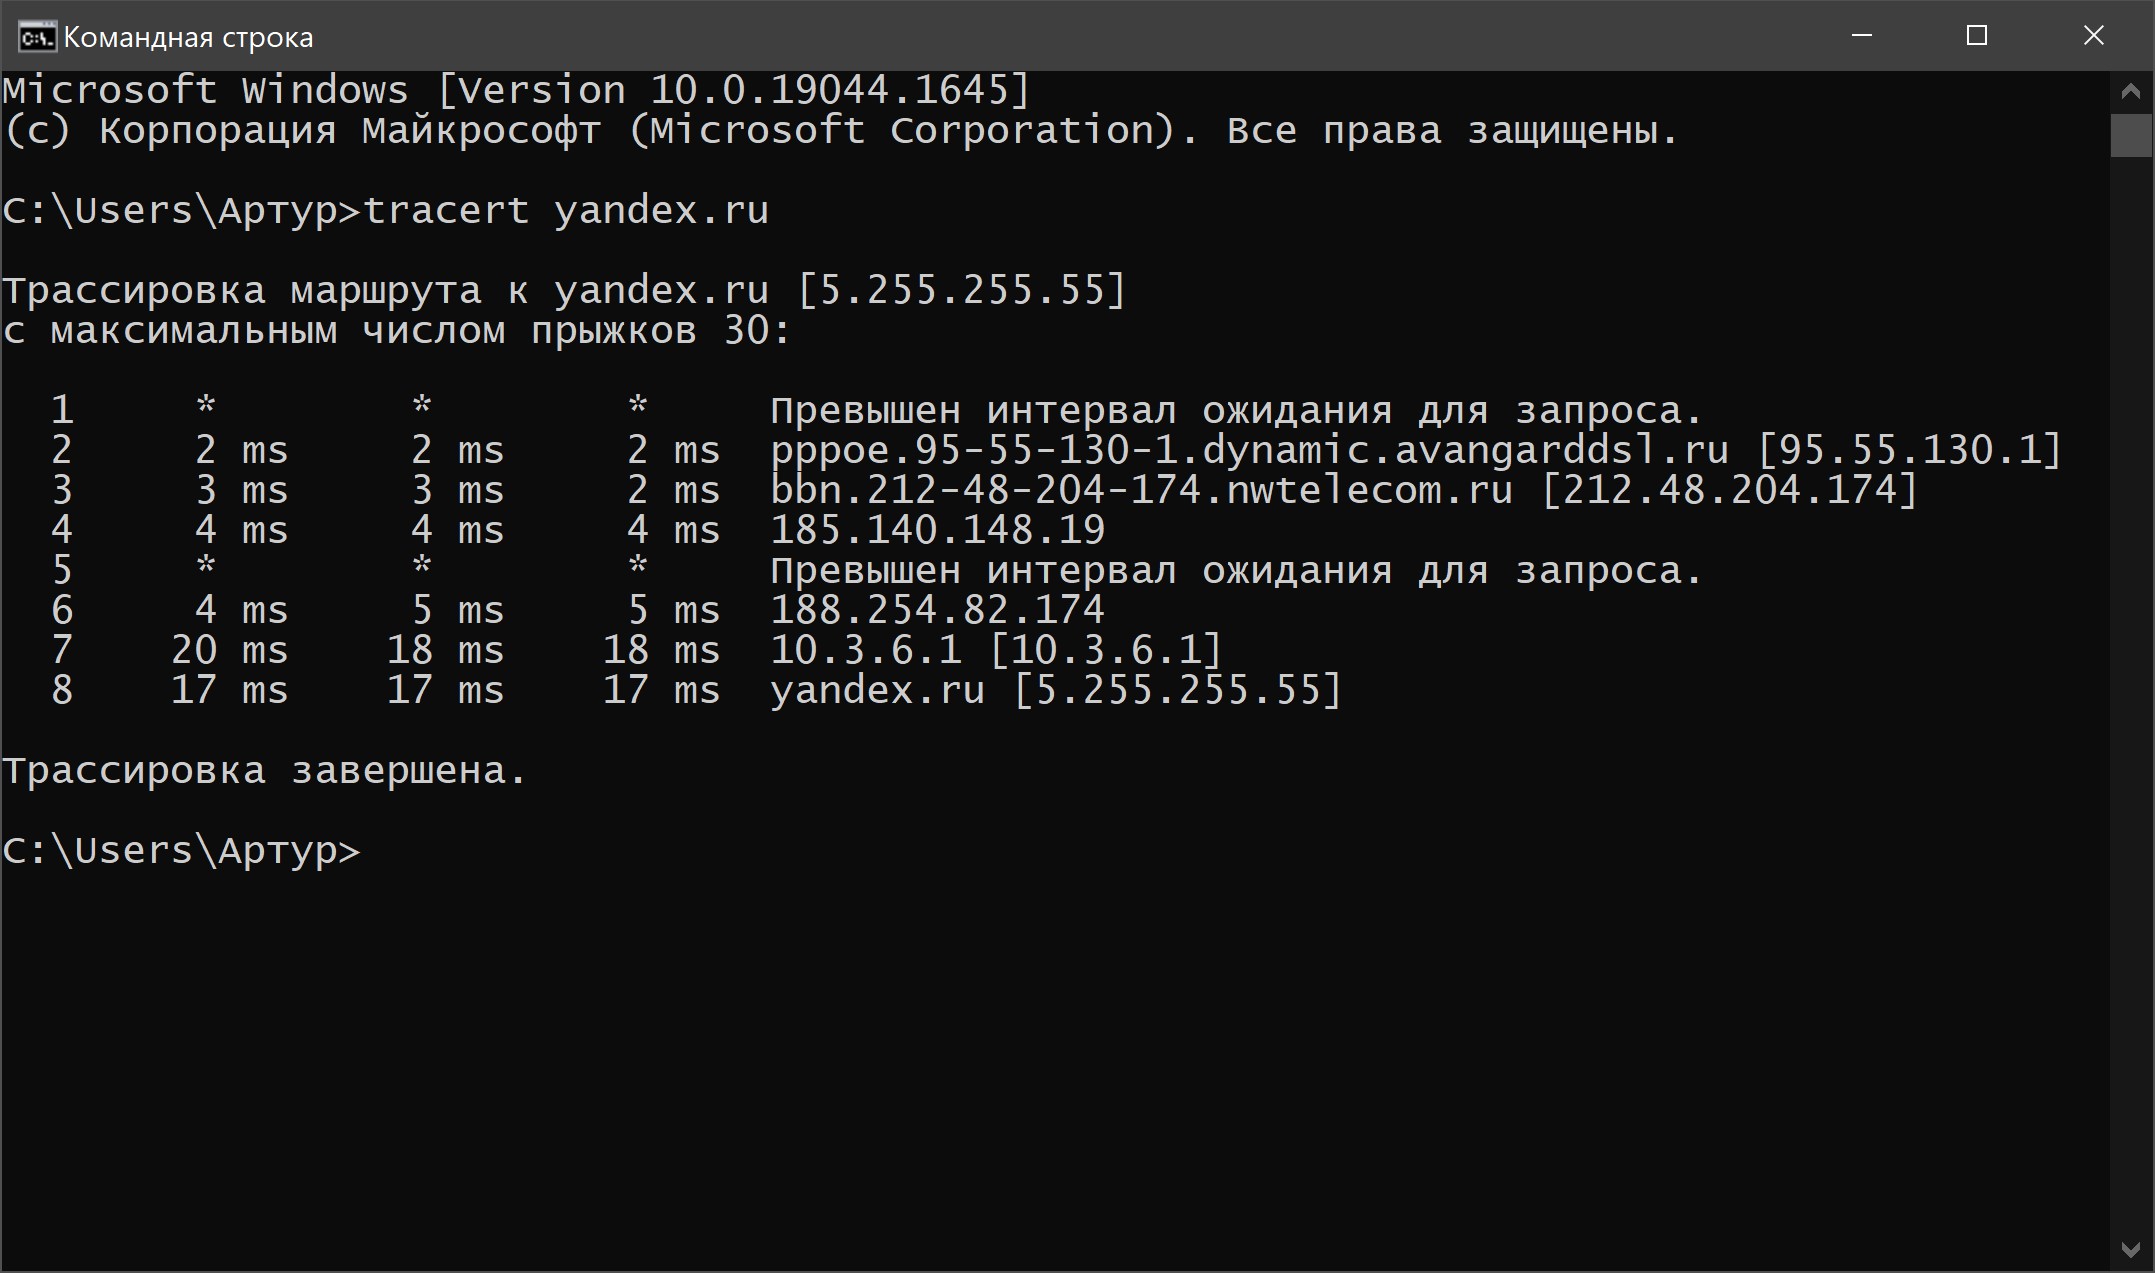 Командная строка
Microsoft Windows [Version 10.0.19044.1645]
(c) Корпорация Майкрософт (Microsoft Corporation). Все права защищены.
C:\Users\Артур>tracert yandex.ru
Трассировка маршрута к yandex.ru [5.255.255.55]
с максимальным числом прыжков 30:
1 * * * Превышен интервал ожидания для запроса.
2 2 ms 2 ms 2 ms pppoe.95-55-130-1.dynamic.avangarddsl.ru [95.55.130.1]
3 3 ms 3 ms 2 ms bbn.212-48-204-174.nwtelecom.ru [212.48.204.174]
4 4 ms 4 ms 4 ms 185.140.148.19
5 * * * Превышен интервал ожидания для запроса.
6 4 ms 5 ms 5 ms 188.254.82.174
7 20 ms 18 ms 18 ms 10.3.6.1 [10.3.6.1]
8 17 ms 17 ms 17 ms yandex.ru [5.255.255.55]
Трассировка завершена.
C:\Users\Артур>